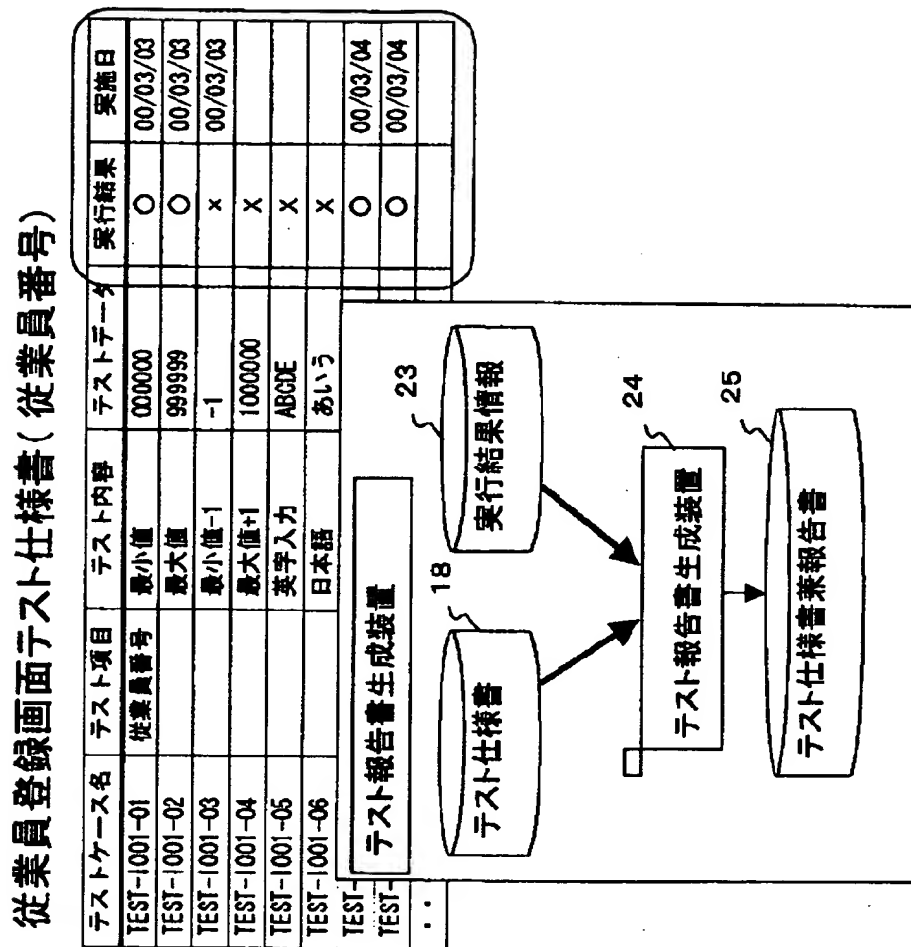 従業員登録画面テスト仕様書(従業員番号)
テストケース名 テスト項目 テスト内容 テストデータ 実行結果 実施日
TEST-1001-01 従業員番号 最小値 000000 ○ 00/03/03
TEST-1001-02 最大値 999999 ○ 00/03/03
TEST-1001-03 最小値-1 -1 × 00/03/03
TEST-1001-04 最大値+1 1000000 ×
TEST-1001-05 英字入力 ABCDE ×
TEST-1001-06 日本語 あいう ×
TEST- ○ 00/03/04
TEST- ○ 00/03/04
・・
テスト報告書生成装置
18
23
テスト仕様書
実行結果情報
24
テスト報告書生成装置
25
テスト仕様書兼報告書